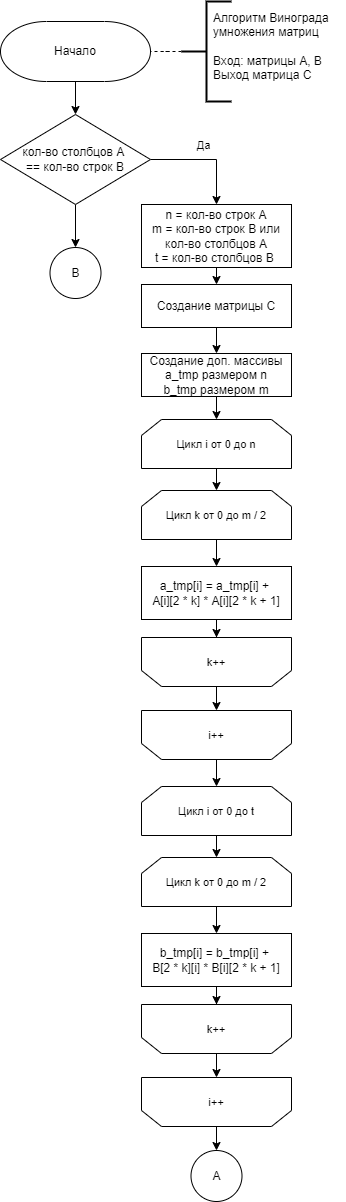 Начало
Алгоритм Винограда
умножения матриц
Вход: матрицы A, B
Выход матрица C
кол-во столбцов A
== кол-во строк B
Да
B
n = кол-во строк A
m = кол-во строк B или
кол-во столбцов A
t = кол-во столбцов B
Создание матрицы C
Создание доп. массивы
a_tmp размером n
b_tmp размером m
Цикл i от 0 до n
Цикл k от 0 до m / 2
a_tmp[i] = a_tmp[i] +
A[i][2 * k] * A[i][2 * k + 1]
k++
i++
Цикл i от 0 до t
Цикл k от 0 до m / 2
b_tmp[i] = b_tmp[i] +
B[2 * k][i] * B[i][2 * k + 1]
k++
i++
A